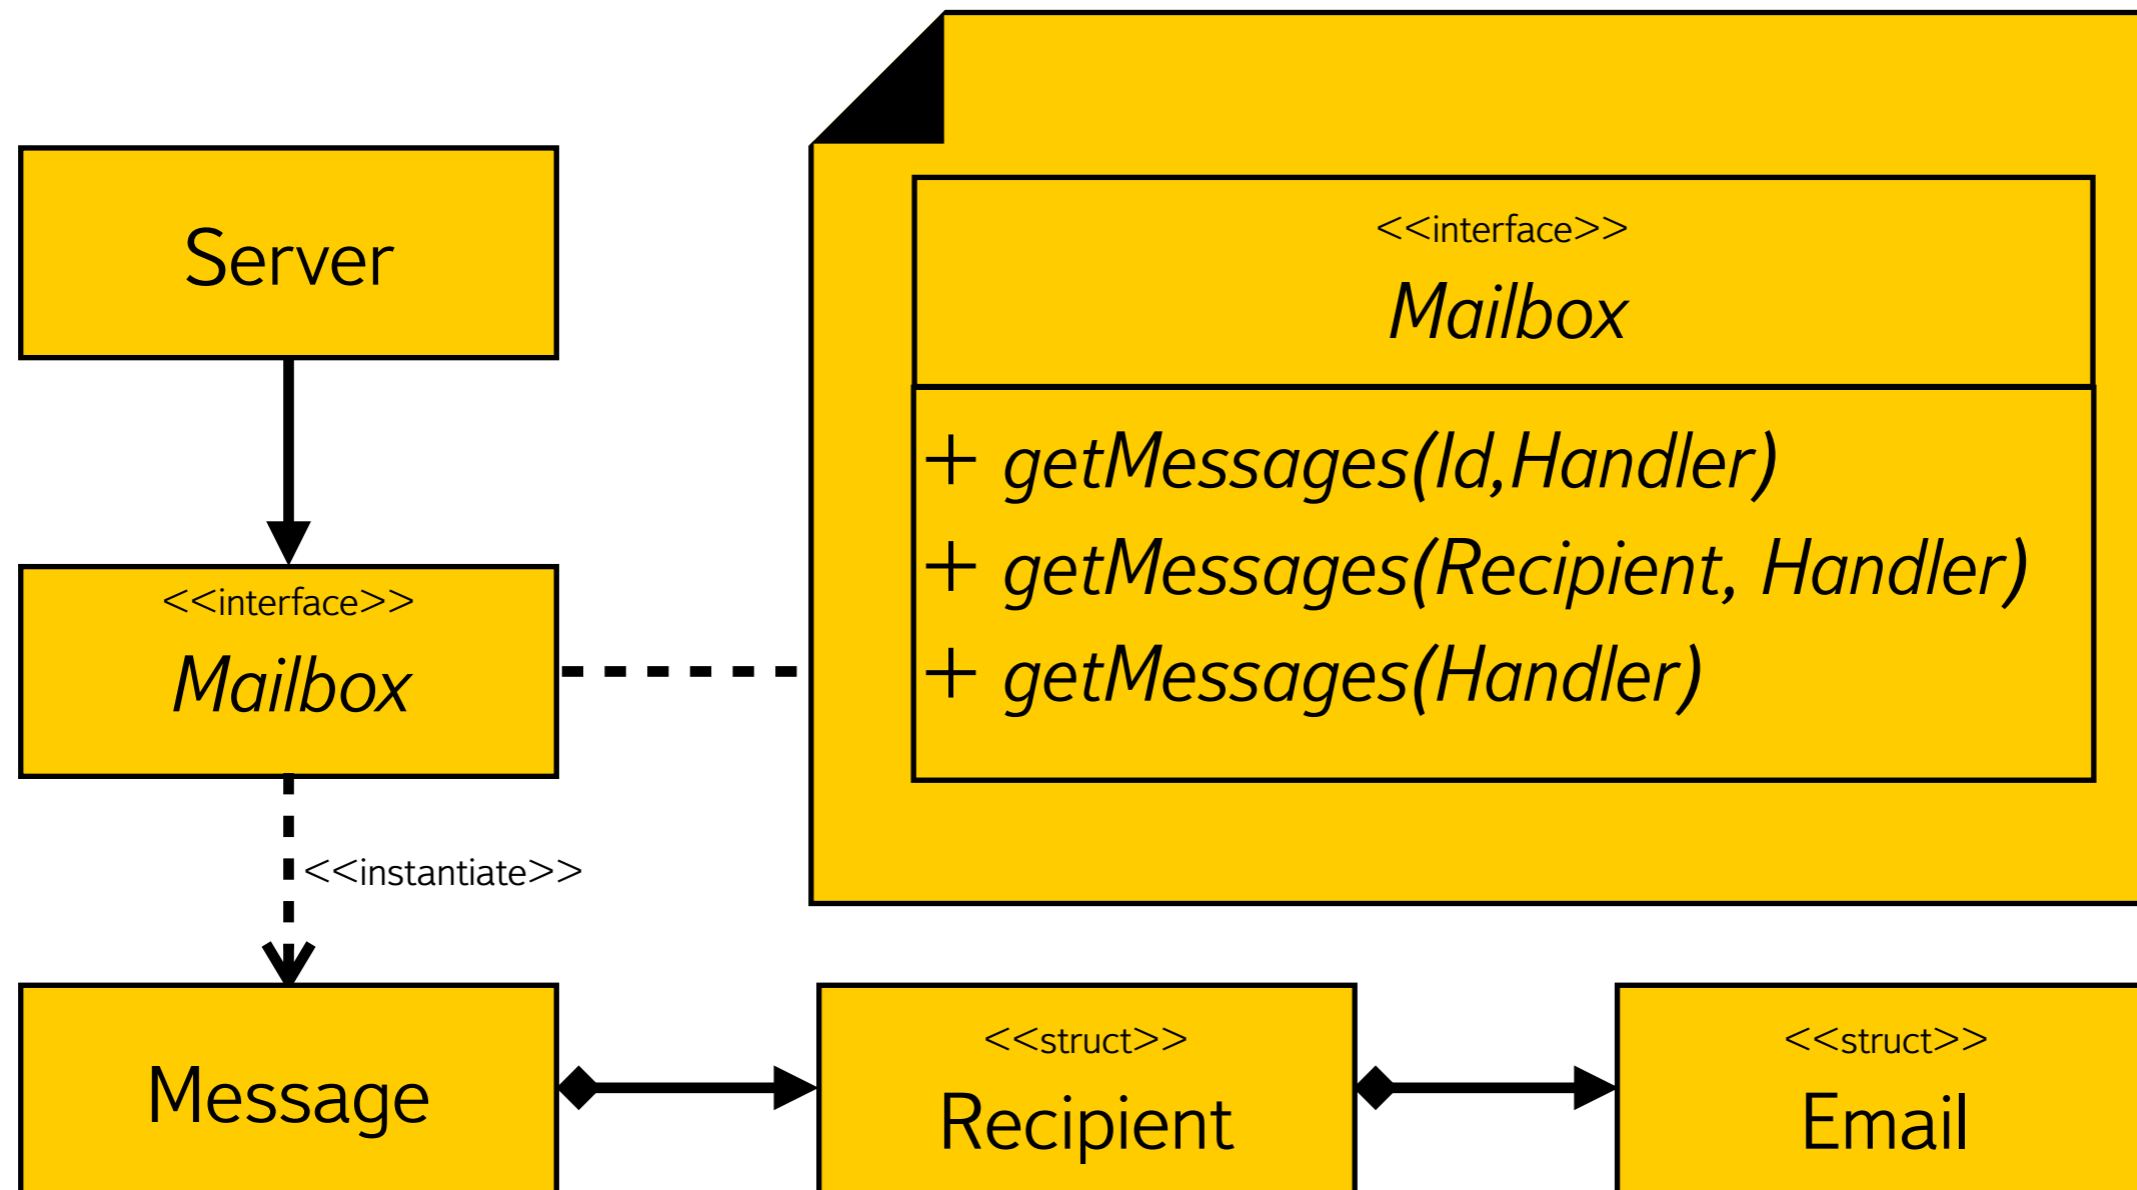 Server
<<interface>>
Mailbox
<<instantiate>>
Message
<<interface>>
Mailbox
+ getMessages(Id,Handler)
+ getMessages(Recipient, Handler)
+ getMessages(Handler)
<<struct>>
Recipient
<<struct>>
Email